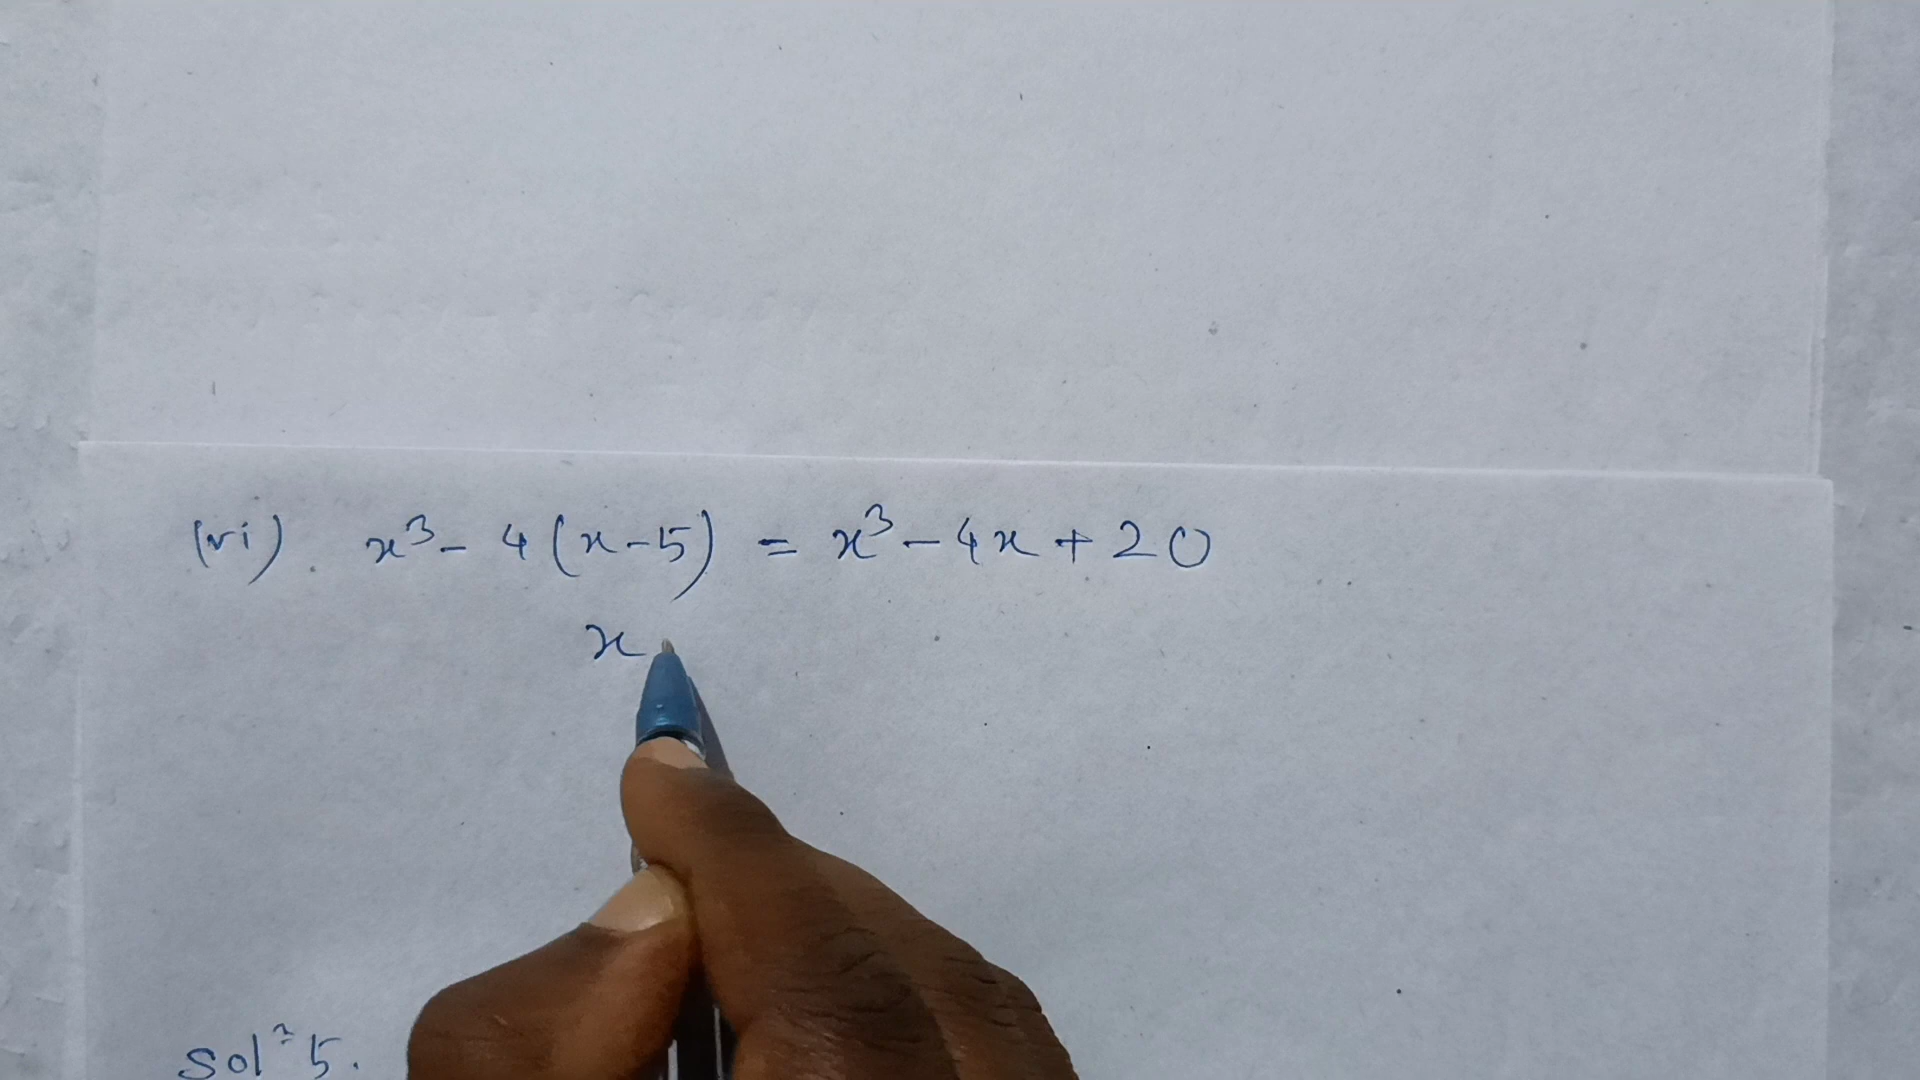 (vi). x³ - 4(x-5) = x³ - 4x + 20
x
Solⁿ 5.